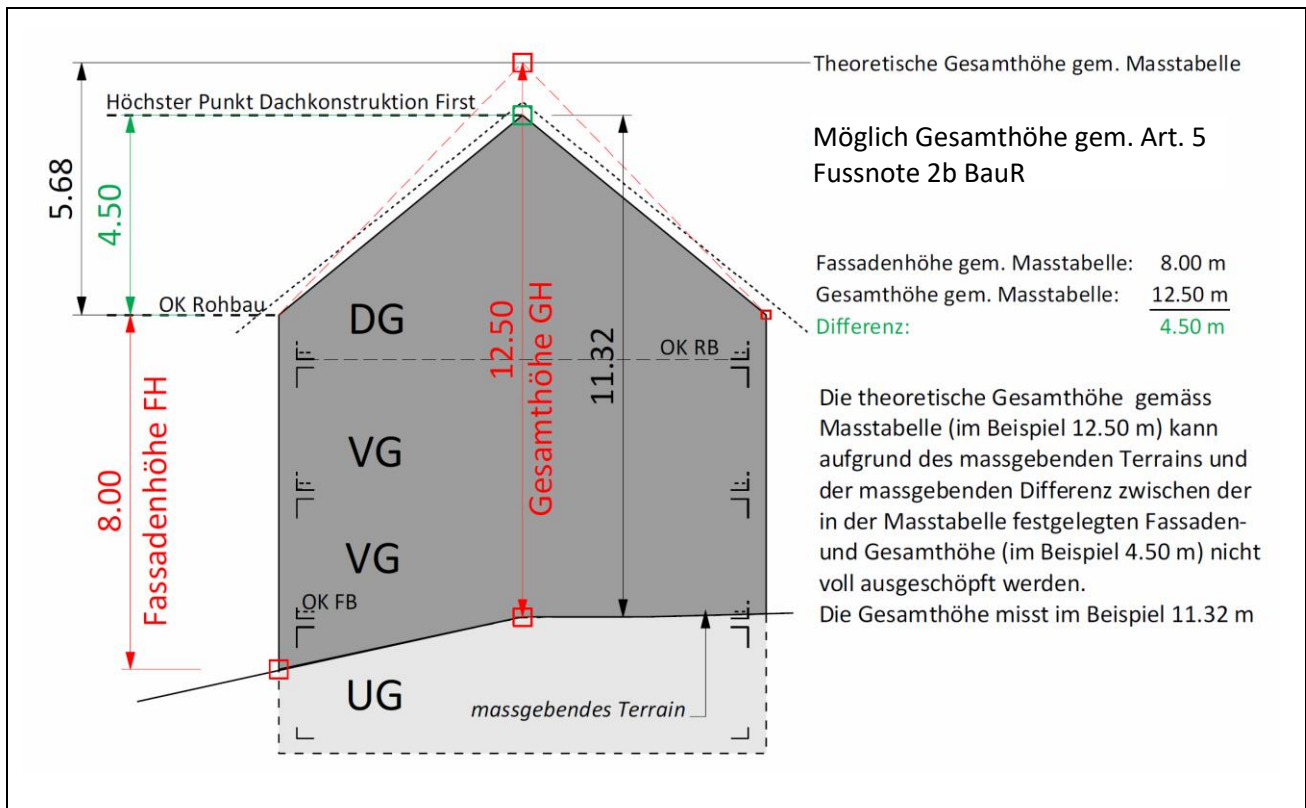 Theoretische Gesamthöhe gem. Masstabelle
Höchster Punkt Dachkonstruktion First
Möglich Gesamthöhe gem. Art. 5
Fussnote 2b BauR
5.68
4.50
OK Rohbau
Fassadenhöhe gem. Masstabelle: 8.00 m
Gesamthöhe gem. Masstabelle: 12.50 m
Differenz: 4.50 m
DG
OK RB
12.50
Gesamthöhe GH
11.32
8.00
Fassadenhöhe FH
VG
VG
OK FB
UG
massgebendes Terrain
Die theoretische Gesamthöhe gemäss
Masstabelle (im Beispiel 12.50 m) kann
aufgrund des massgebenden Terrains und
der massgebenden Differenz zwischen der
in der Masstabelle festgelegten Fassaden-
und Gesamthöhe (im Beispiel 4.50 m) nicht
voll ausgeschöpft werden.
Die Gesamthöhe misst im Beispiel 11.32 m